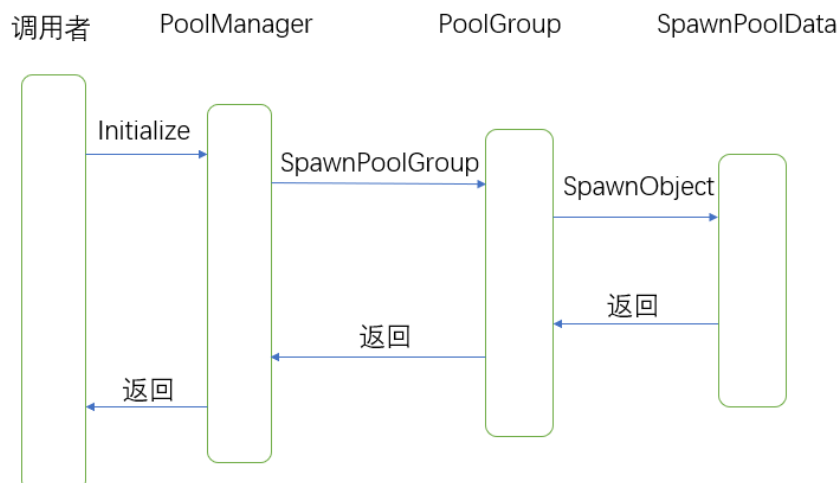 调用者 PoolManager PoolGroup SpawnPoolData
Initialize
SpawnPoolGroup
SpawnObject
返回
返回
返回